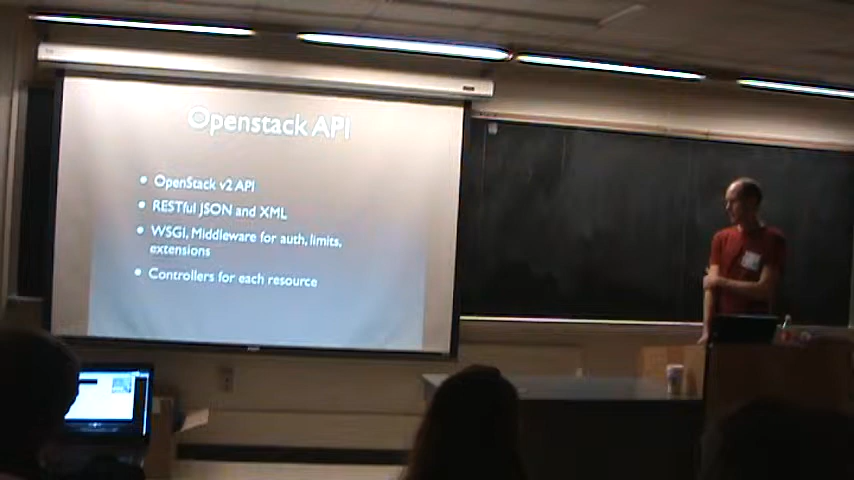 Openstack API
• OpenStack v2 API
• RESTful JSON and XML
• WSGI, Middleware for auth, limits,
extensions
• Controllers for each resource